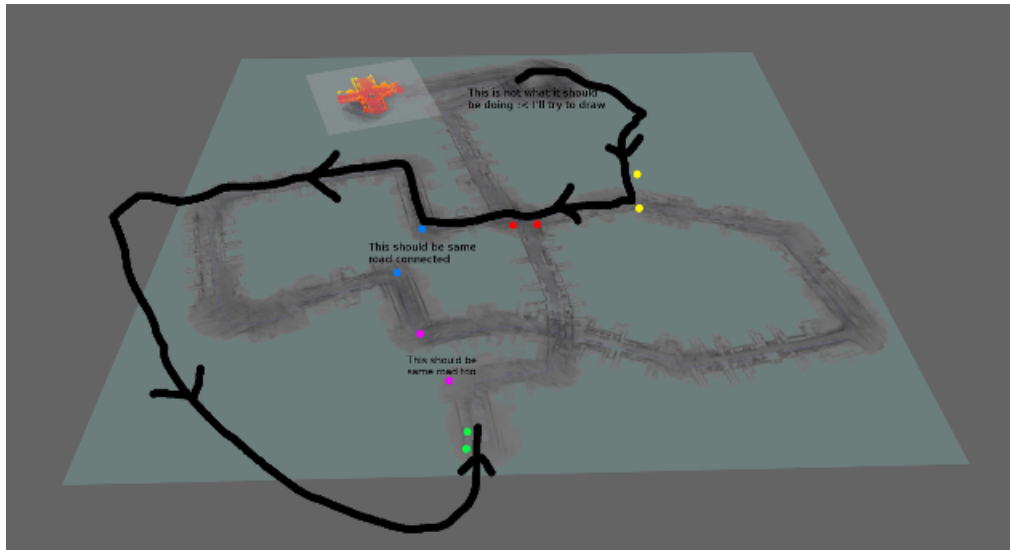 This is not what it should
be doing :< I'll try to draw
This should be same
road connected
This should be
same road too